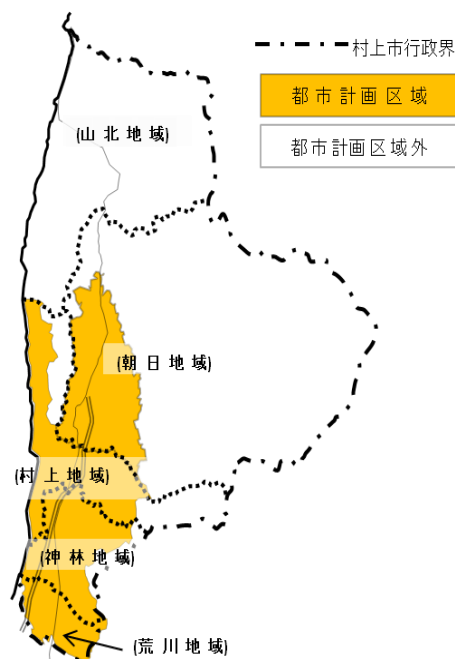 村上市行政界
都市計画区域
都市計画区域外
(山北地域)
(朝日地域)
(村上地域)
(神林地域)
(荒川地域)